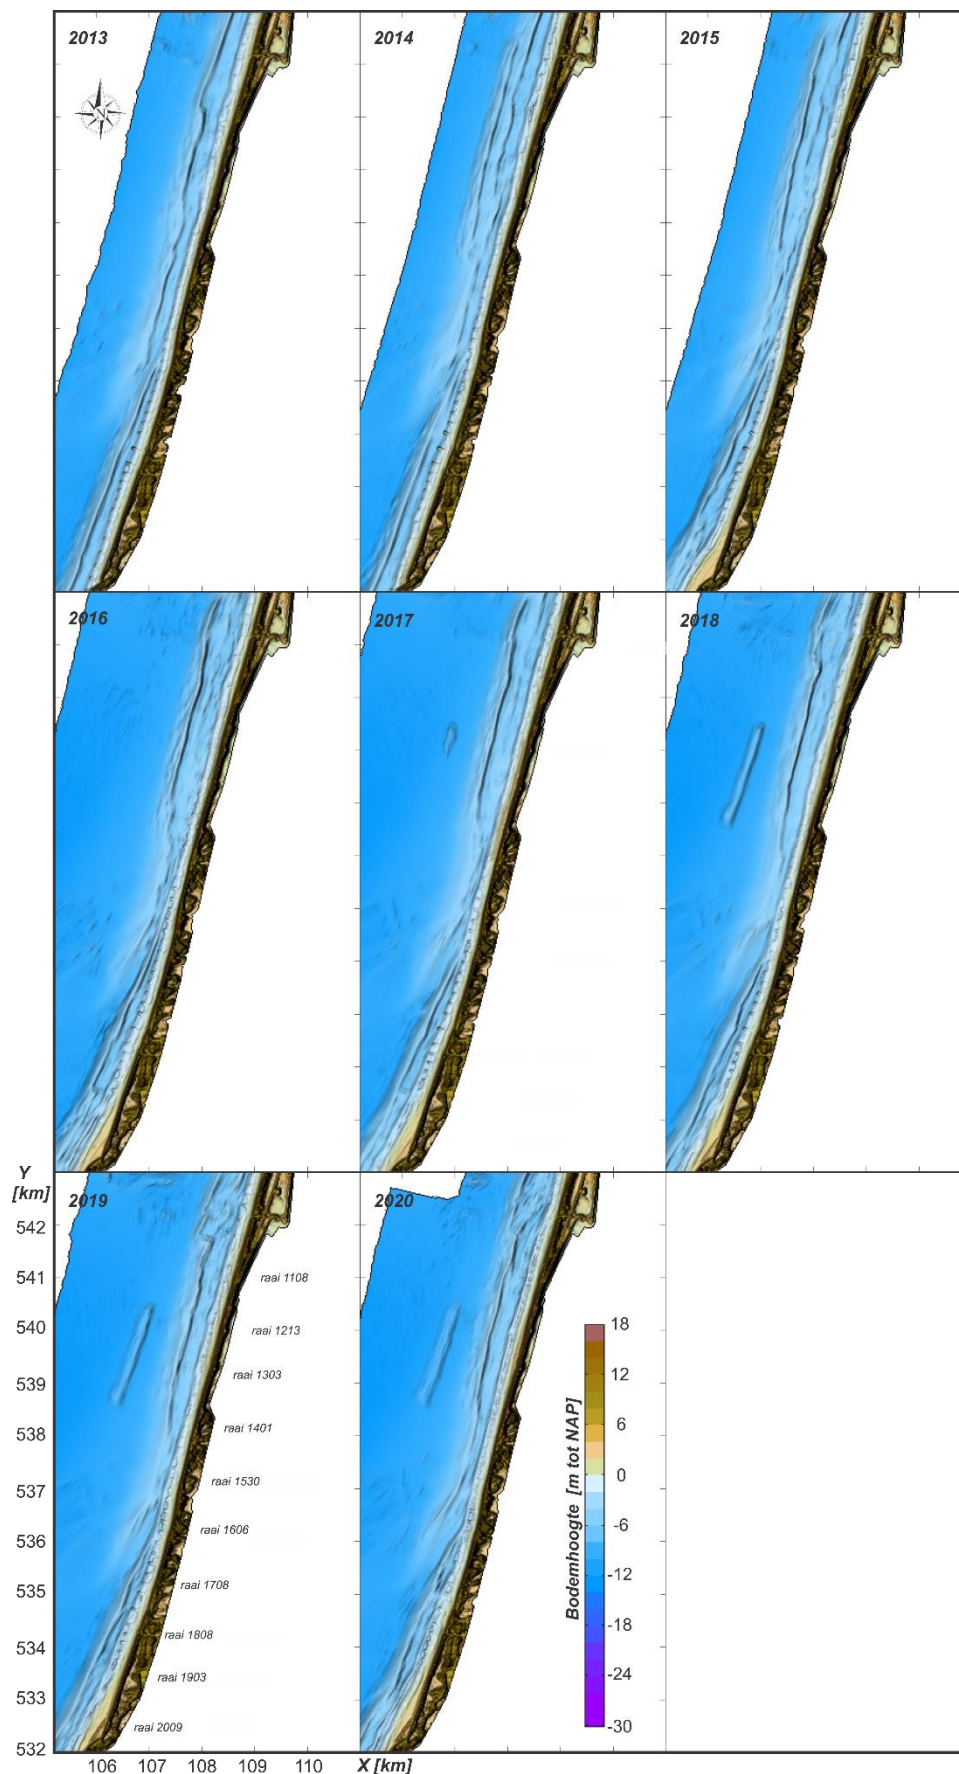 2013
2014
2015
N
2016
2017
2018
Y
[km]
2019
2020
542
541
540
539
538
537
536
535
534
533
532
raai 1108
raai 1213
raai 1303
raai 1401
raai 1530
raai 1606
raai 1708
raai 1808
raai 1903
raai 2009
Bodemhoogte [m tot NAP]
18
12
6
0
-6
-12
-18
-24
-30
106 107 108 109 110 X [km]